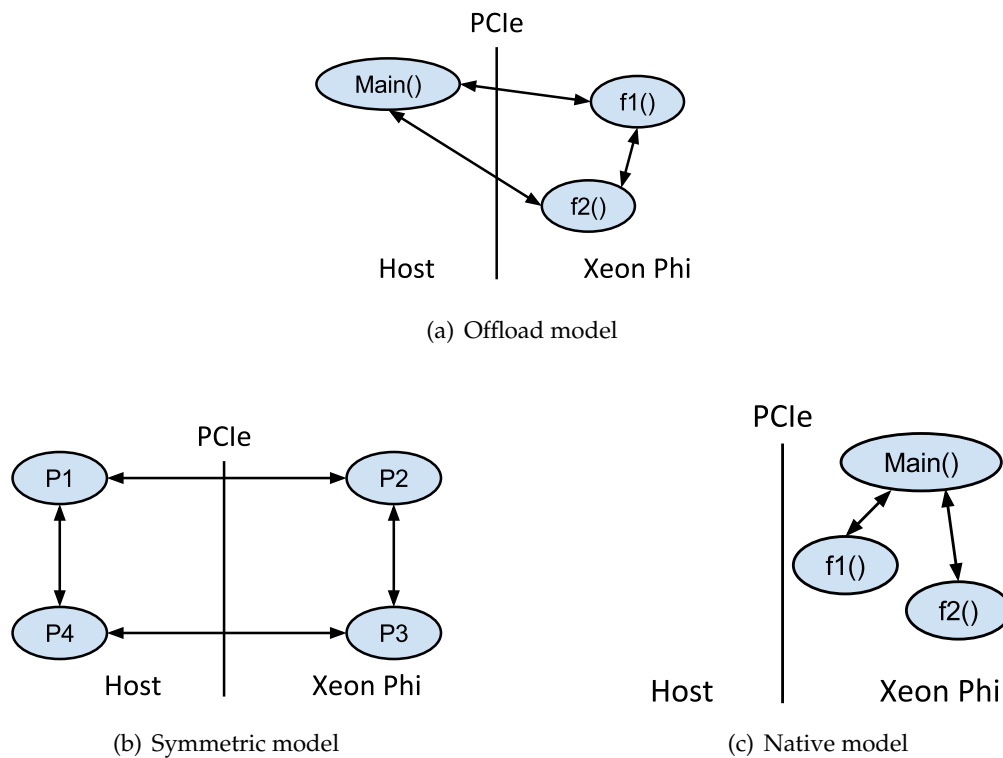 PCIe
Main()
f1()
f2()
Host
Xeon Phi
(a) Offload model
PCIe
P1
P2
P4
P3
Host
Xeon Phi
(b) Symmetric model
PCIe
Main()
f1()
f2()
Host
Xeon Phi
(c) Native model